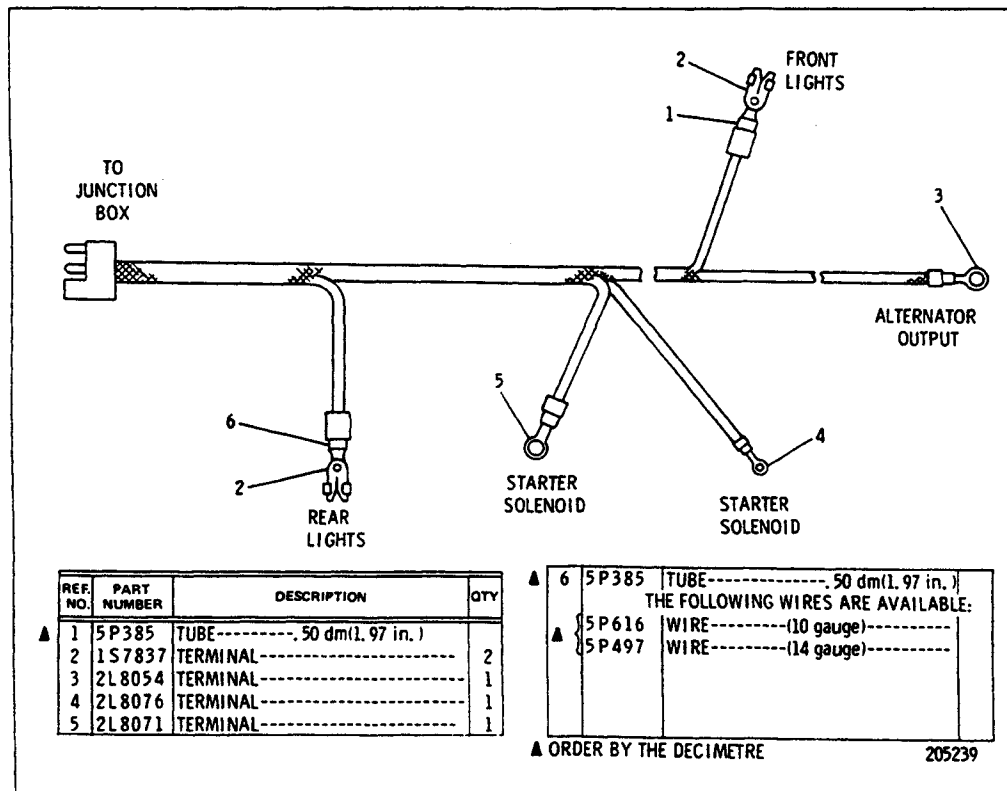 2
FRONT
LIGHTS
1
TO
JUNCTION
BOX
3
ALTERNATOR
OUTPUT
5
6
4
2
STARTER
SOLENOID
STARTER
SOLENOID
REAR
LIGHTS
REF. NO. PART NUMBER DESCRIPTION QTY
▲ 1 5P385 TUBE---------.50 dm(1.97 in.)
2 1S7837 TERMINAL---------------------- 2
3 2L8054 TERMINAL---------------------- 1
4 2L8076 TERMINAL---------------------- 1
5 2L8071 TERMINAL---------------------- 1
▲ 6 5P385 TUBE--------------.50 dm(1.97 in.)
THE FOLLOWING WIRES ARE AVAILABLE:
▲ { 5P616 WIRE---------(10 gauge)---------
5P497 WIRE---------(14 gauge)---------
▲ ORDER BY THE DECIMETRE
205239